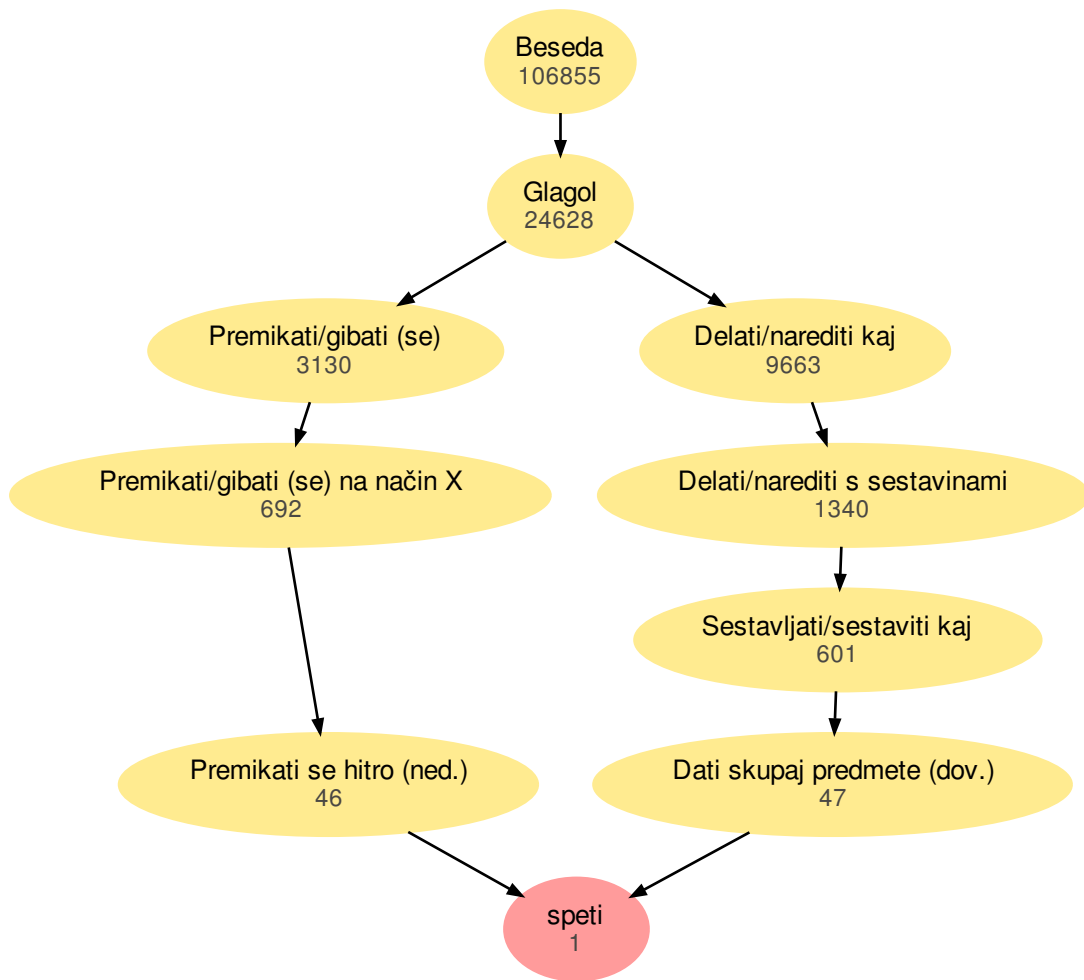 Beseda
106855
Glagol
24628
Premikati/gibati (se)
3130
Delati/narediti kaj
9663
Premikati/gibati (se) na način X
692
Delati/narediti s sestavinami
1340
Sestavljati/sestaviti kaj
601
Premikati se hitro (ned.)
46
Dati skupaj predmete (dov.)
47
speti
1